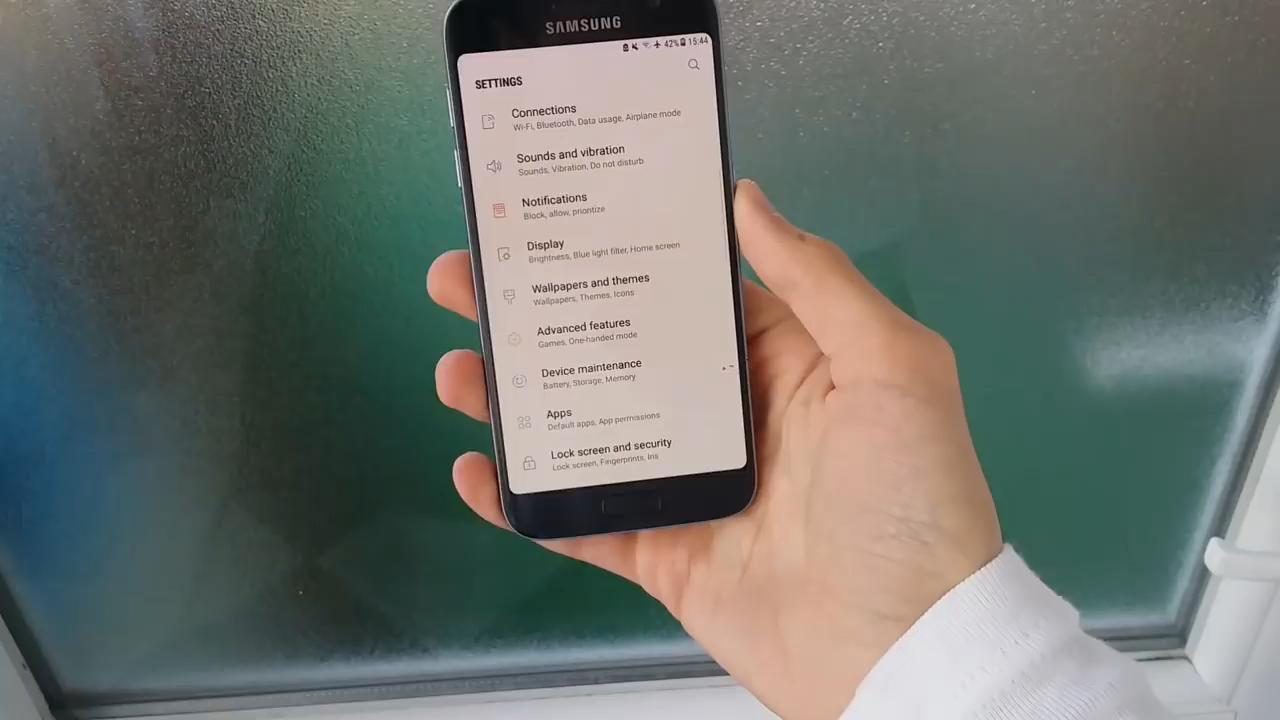 SAMSUNG
42% 15:44
SETTINGS
Connections
Wi-Fi, Bluetooth, Data usage, Airplane mode
Sounds and vibration
Sounds, Vibration, Do not disturb
Notifications
Block, allow, prioritize
Display
Brightness, Blue light filter, Home screen
Wallpapers and themes
Wallpapers, Themes, Icons
Advanced features
Games, One-handed mode
Device maintenance
Battery, Storage, Memory
Apps
Default apps, App permissions
Lock screen and security
Lock screen, Fingerprints, Iris